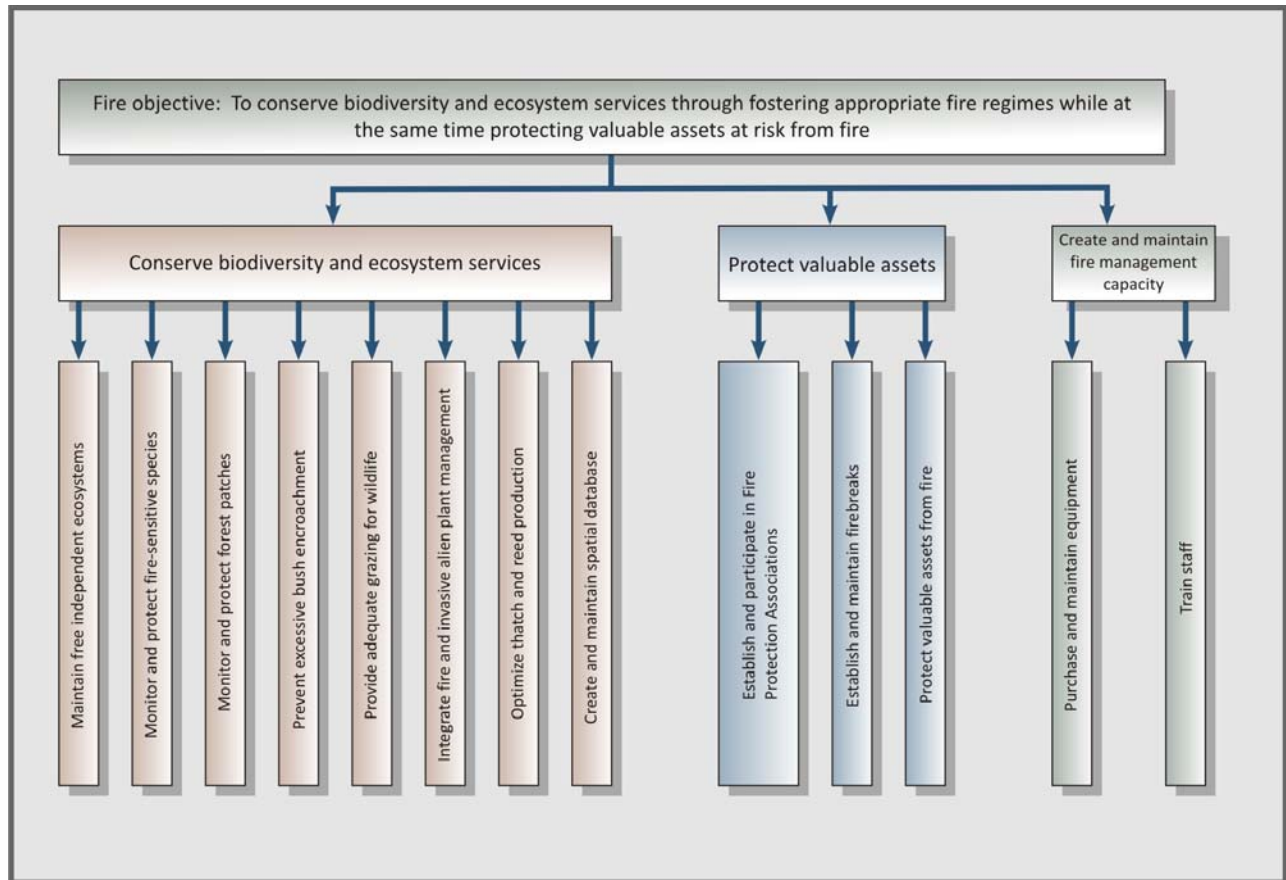 Fire objective:  To conserve biodiversity and ecosystem services through fostering appropriate fire regimes while at
the same time protecting valuable assets at risk from fire
Conserve biodiversity and ecosystem services
Protect valuable assets
Create and maintain
fire management
capacity
Maintain free independent ecosystems
Monitor and protect fire-sensitive species
Monitor and protect forest patches
Prevent excessive bush encroachment
Provide adequate grazing for wildlife
Integrate fire and invasive alien plant management
Optimize thatch and reed production
Create and maintain spatial database
Establish and participate in Fire
Protection Associations
Establish and maintain firebreaks
Protect valuable assets from fire
Purchase and maintain equipment
Train staff